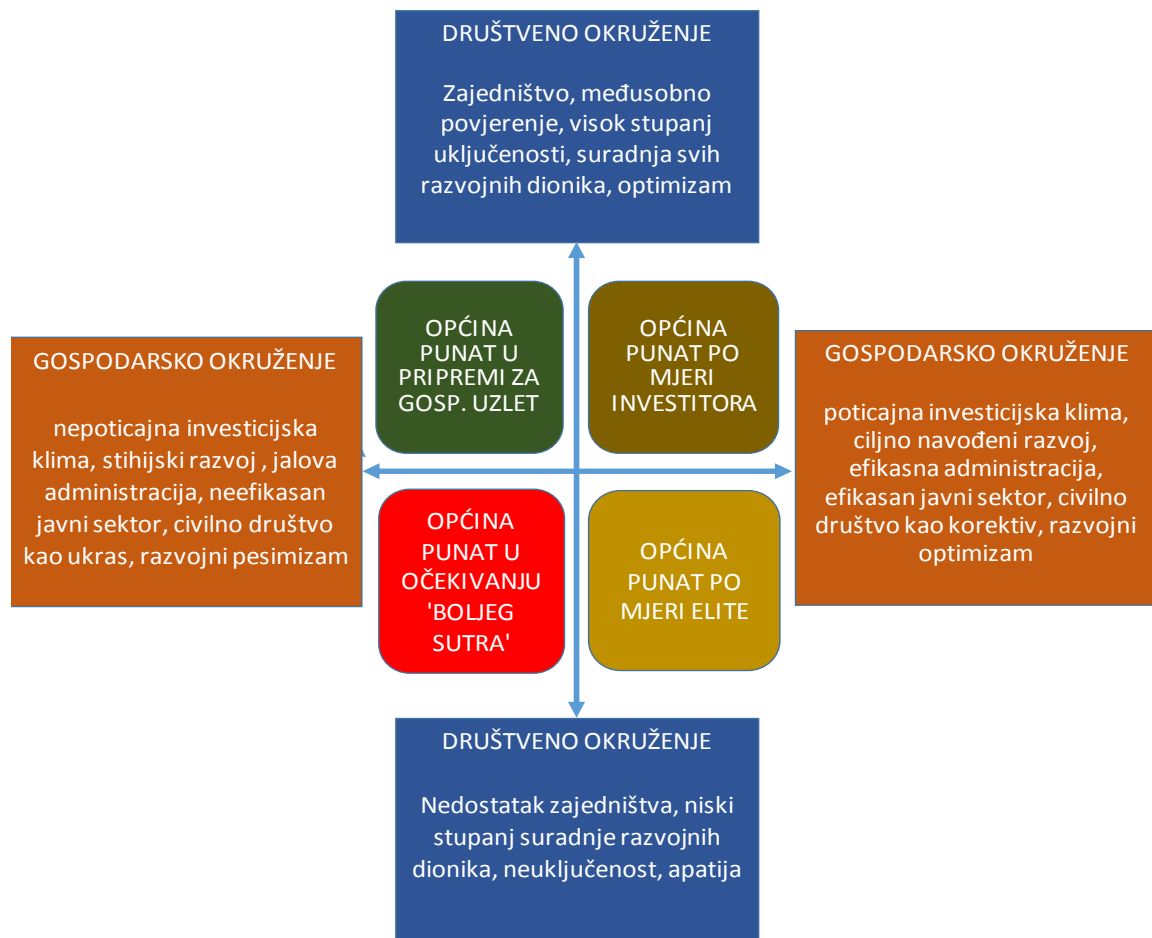 DRUŠTVENO OKRUŽENJE
Zajedništvo, međusobno
povjerenje, visok stupanj
uključenosti, suradnja svih
razvojnih dionika, optimizam
OPĆINA
PUNAT U
PRIPREMI ZA
GOSP. UZLET
OPĆINA
PUNAT PO
MJERI
INVESTITORA
GOSPODARSKO OKRUŽENJE
nepoticajna investicijska
klima, stihijski razvoj , jalova
administracija, neefikasan
javni sektor, civilno društvo
kao ukras, razvojni pesimizam
GOSPODARSKO OKRUŽENJE
poticajna investicijska klima,
ciljno navođeni razvoj,
efikasna administracija,
efikasan javni sektor, civilno
društvo kao korektiv, razvojni
optimizam
OPĆINA
PUNAT U
OČEKIVANJU
'BOLJEG
SUTRA'
OPĆINA
PUNAT PO
MJERI ELITE
DRUŠTVENO OKRUŽENJE
Nedostatak zajedništva, niski
stupanj suradnje razvojnih
dionika, neuključenost, apatija